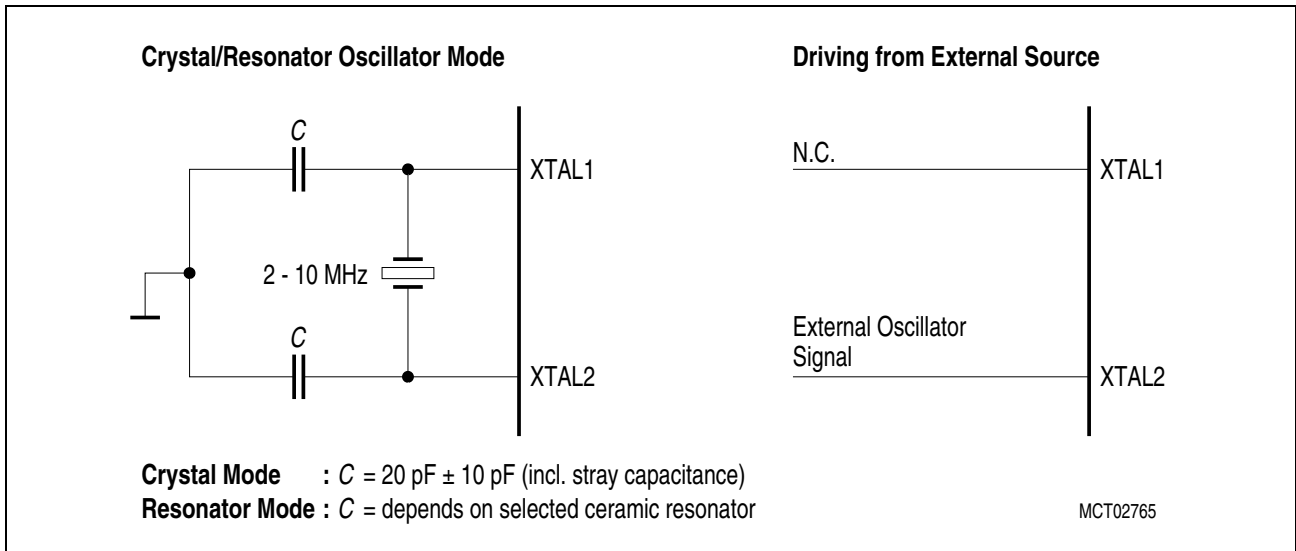 Crystal/Resonator Oscillator Mode
C
XTAL1
2 - 10 MHz
C
XTAL2
Driving from External Source
N.C.
XTAL1
External Oscillator
Signal
XTAL2
Crystal Mode : C = 20 pF ± 10 pF (incl. stray capacitance)
Resonator Mode : C = depends on selected ceramic resonator
MCT02765